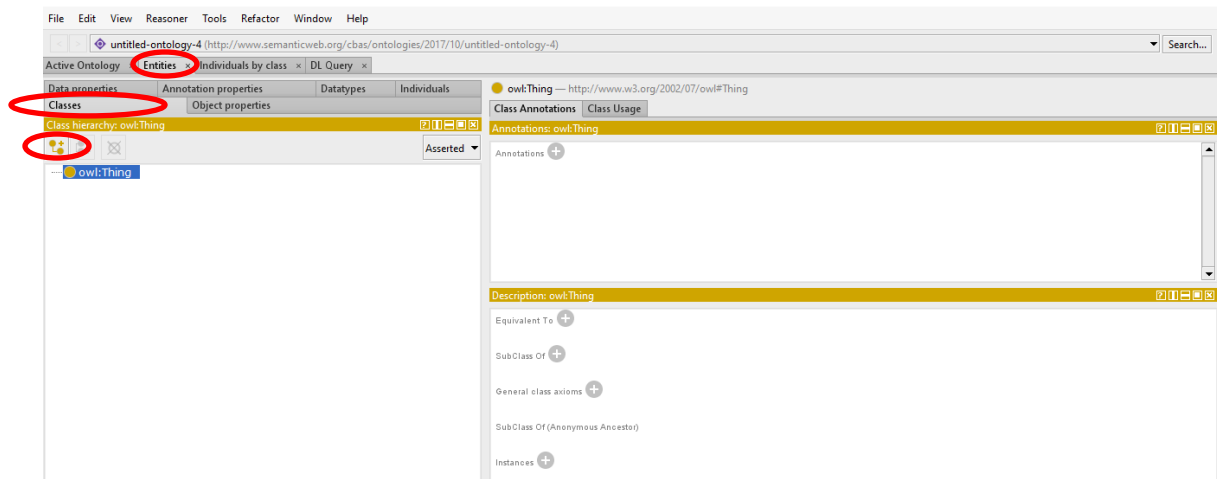 File Edit View Reasoner Tools Refactor Window Help
untitled-ontology-4 (http://www.semanticweb.org/cbas/ontologies/2017/10/untitled-ontology-4) Search...
Active Ontology × Entities × Individuals by class × DL Query ×
Data properties Annotation properties Datatypes Individuals
Classes Object properties
Class hierarchy: owl:Thing
Asserted
owl:Thing
owl:Thing — http://www.w3.org/2002/07/owl#Thing
Class Annotations Class Usage
Annotations: owl:Thing
Annotations
Description: owl:Thing
Equivalent To
SubClass Of
General class axioms
SubClass Of (Anonymous Ancestor)
Instances